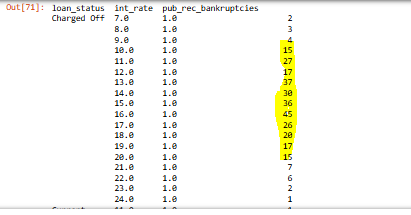 Out[71]: loan_status int_rate pub_rec_bankruptcies
Charged Off 7.0 1.0 2
8.0 1.0 3
9.0 1.0 4
10.0 1.0 15
11.0 1.0 27
12.0 1.0 17
13.0 1.0 37
14.0 1.0 30
15.0 1.0 36
16.0 1.0 45
17.0 1.0 26
18.0 1.0 20
19.0 1.0 17
20.0 1.0 15
21.0 1.0 7
22.0 1.0 6
23.0 1.0 2
24.0 1.0 1